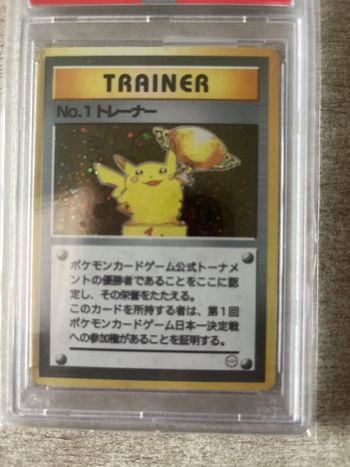 TRAINER
No.1 トレーナー
1
ポケモンカードゲーム公式トーナメ
ントの優勝者であることをここに認
定し、その栄誉をたたえる。
このカードを所持する者は、第1回
ポケモンカードゲーム日本一決定戦
への参加権があることを証明する。